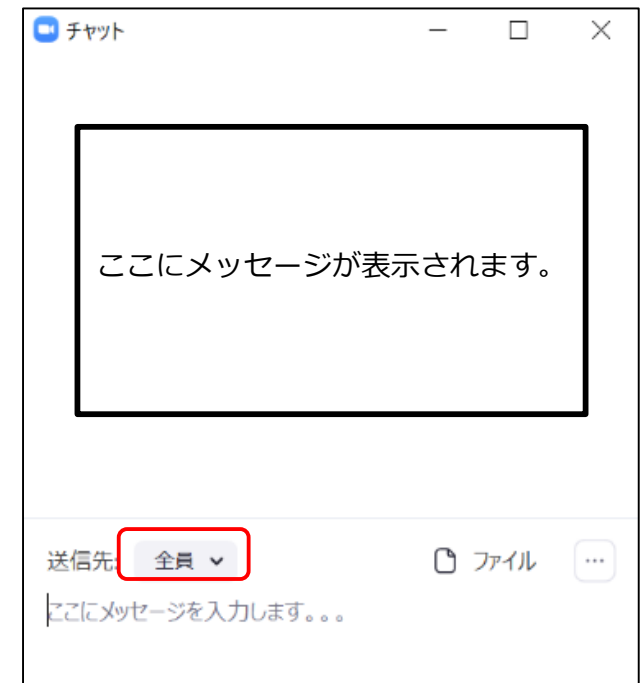 チャット
ここにメッセージが表示されます。
送信先: 全員 ファイル ...
ここにメッセージを入力します。。。